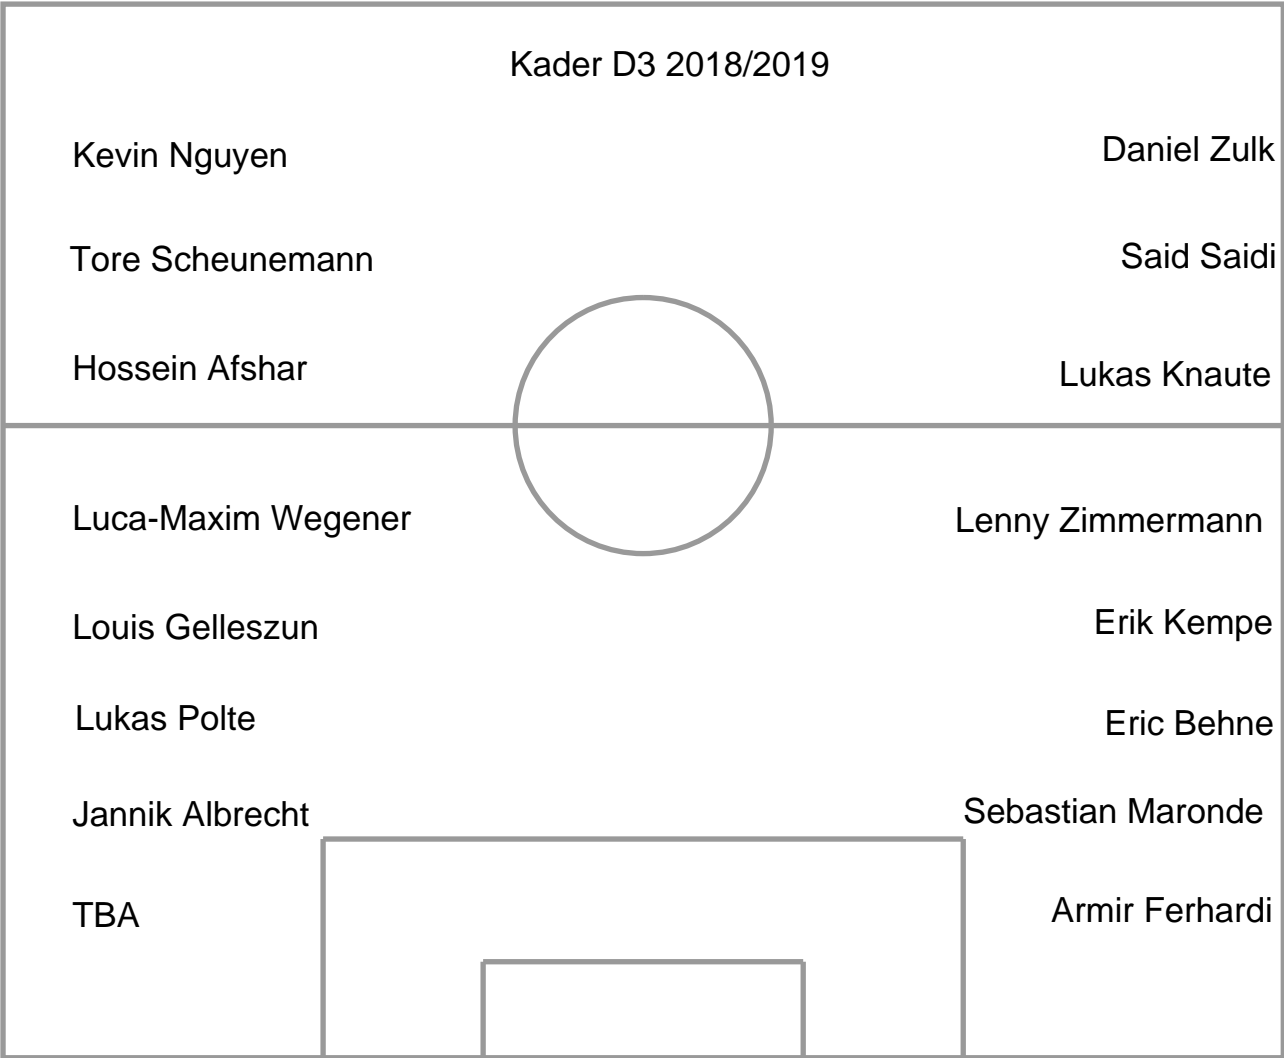 Kader D3 2018/2019
Kevin Nguyen
Daniel Zulk
Tore Scheunemann
Said Saidi
Hossein Afshar
Lukas Knaute
Luca-Maxim Wegener
Lenny Zimmermann
Louis Gelleszun
Erik Kempe
Lukas Polte
Eric Behne
Jannik Albrecht
Sebastian Maronde
TBA
Armir Ferhardi